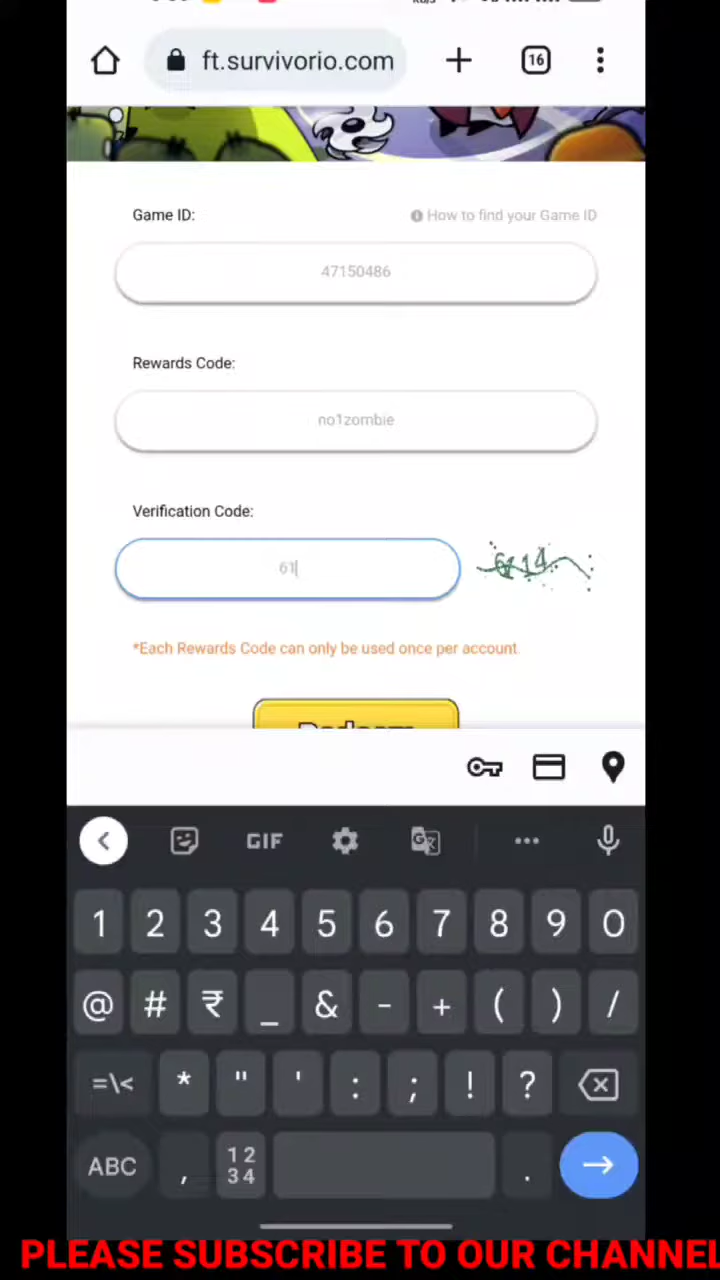 ft.survivorio.com
16
Game ID:
How to find your Game ID
47150486
Rewards Code:
no1zombie
Verification Code:
61
6114
*Each Rewards Code can only be used once per account.
Redeem
GIF
1 2 3 4 5 6 7 8 9 0
@ # ₹ _ & - + ( ) /
=\< * " ' : ; ! ?
ABC , 12 34 .
PLEASE SUBSCRIBE TO OUR CHANNEL